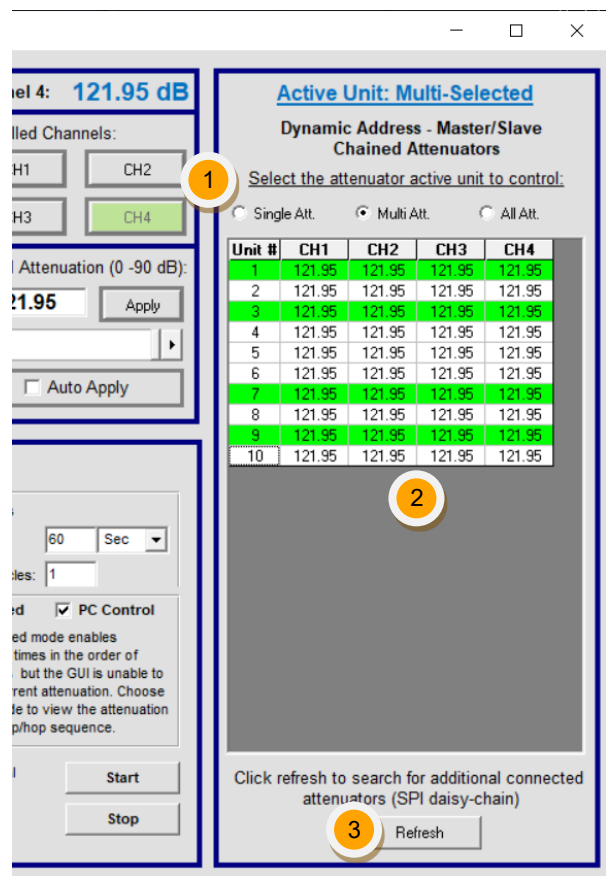 nel 4: 121.95 dB
lled Channels:
H1 CH2
H3 CH4
l Attenuation (0 -90 dB):
21.95 Apply
Auto Apply
s
60 Sec
les: 1
ed PC Control
ed mode enables
times in the order of
, but the GUI is unable to
rent attenuation. Choose
de to view the attenuation
p/hop sequence.
l Start
Stop
Active Unit: Multi-Selected
Dynamic Address - Master/Slave
Chained Attenuators
1
Select the attenuator active unit to control:
Single Att. Multi Att. All Att.
Unit # CH1 CH2 CH3 CH4
1 121.95 121.95 121.95 121.95
2 121.95 121.95 121.95 121.95
3 121.95 121.95 121.95 121.95
4 121.95 121.95 121.95 121.95
5 121.95 121.95 121.95 121.95
6 121.95 121.95 121.95 121.95
7 121.95 121.95 121.95 121.95
8 121.95 121.95 121.95 121.95
9 121.95 121.95 121.95 121.95
10 121.95 121.95 121.95 121.95
2
Click refresh to search for additional connected
attenuators (SPI daisy-chain)
3 Refresh